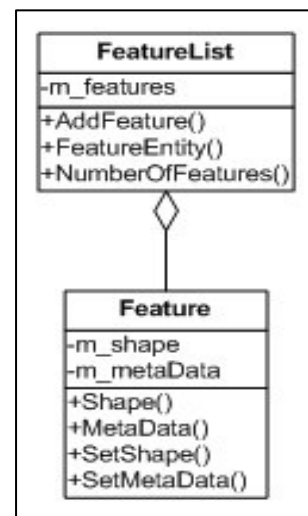 FeatureList
-m_features
+AddFeature()
+FeatureEntity()
+NumberOfFeatures()
Feature
-m_shape
-m_metaData
+Shape()
+MetaData()
+SetShape()
+SetMetaData()